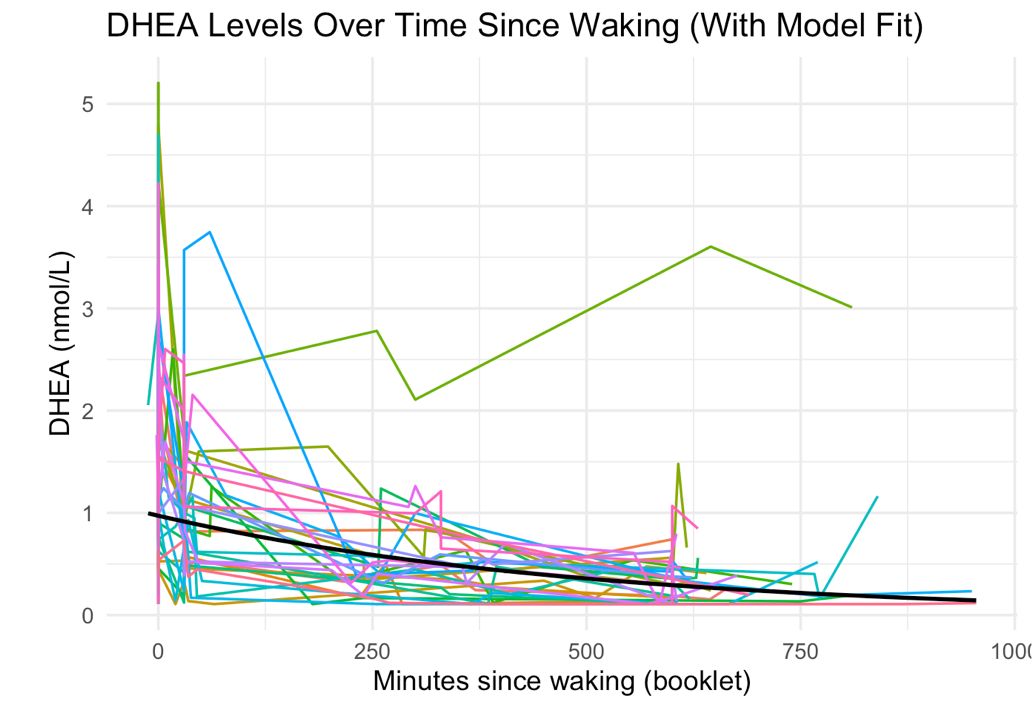 DHEA Levels Over Time Since Waking (With Model Fit)
5
4
3
2
1
0
DHEA (nmol/L)
0 250 500 750 1000
Minutes since waking (booklet)